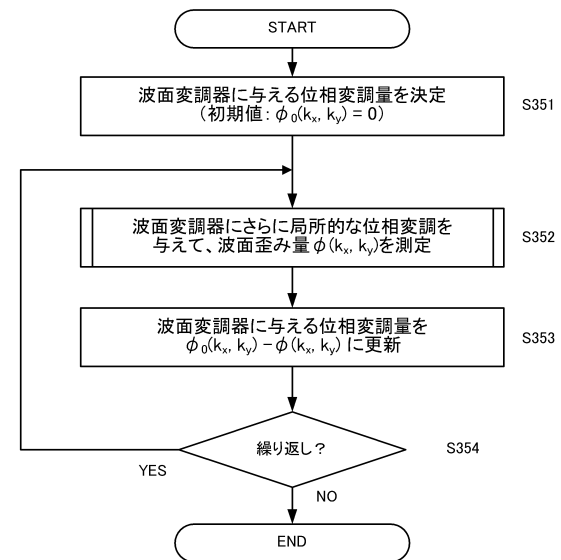 START
波面変調器に与える位相変調量を決定
(初期値: φ₀(kₓ, kᵧ) = 0)
S351
波面変調器にさらに局所的な位相変調を
与えて、波面歪み量 φ(kₓ, kᵧ)を測定
S352
波面変調器に与える位相変調量を
φ₀(kₓ, kᵧ) − φ(kₓ, kᵧ) に更新
S353
繰り返し?
S354
YES
NO
END